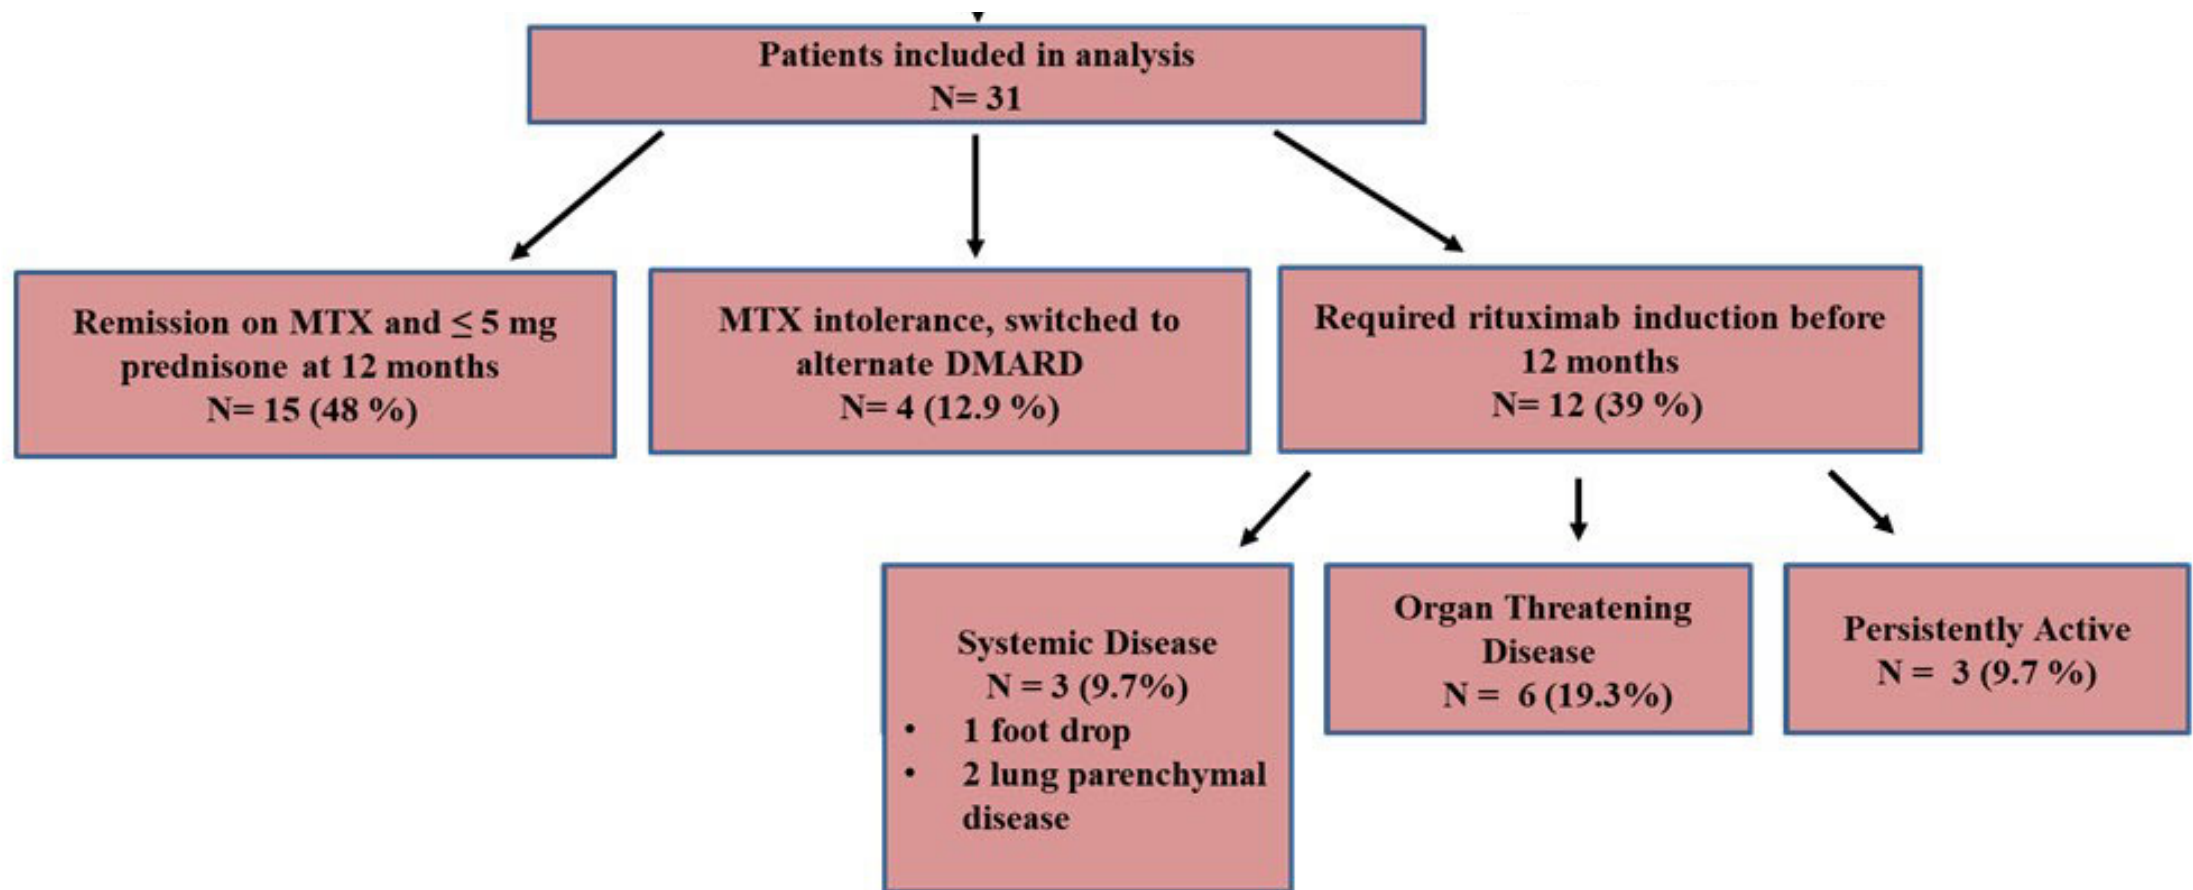 Patients included in analysis
N= 31
Remission on MTX and ≤ 5 mg
prednisone at 12 months
N= 15 (48 %)
MTX intolerance, switched to
alternate DMARD
N= 4 (12.9 %)
Required rituximab induction before
12 months
N= 12 (39 %)
Systemic Disease
N = 3 (9.7%)
• 1 foot drop
• 2 lung parenchymal
disease
Organ Threatening
Disease
N = 6 (19.3%)
Persistently Active
N = 3 (9.7 %)